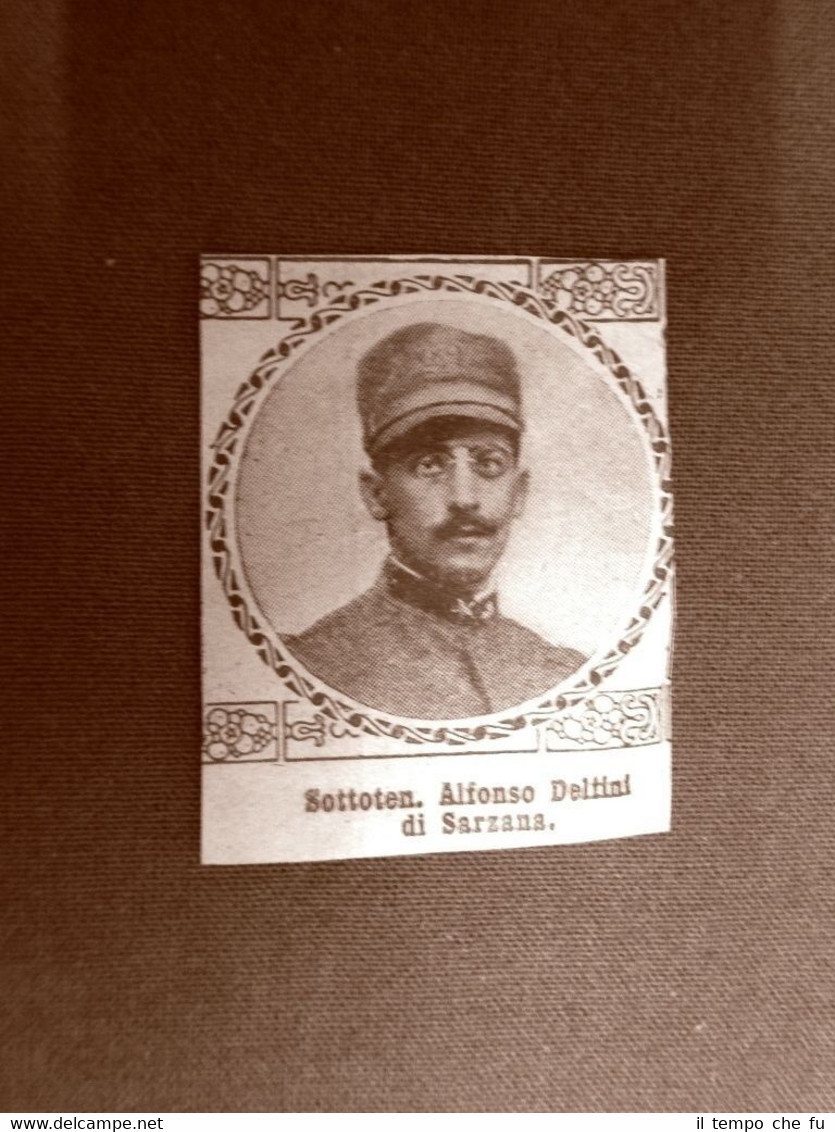 Sottoten. Alfonso Delfini
di Sarzana.
www.delcampe.net
il tempo che fu